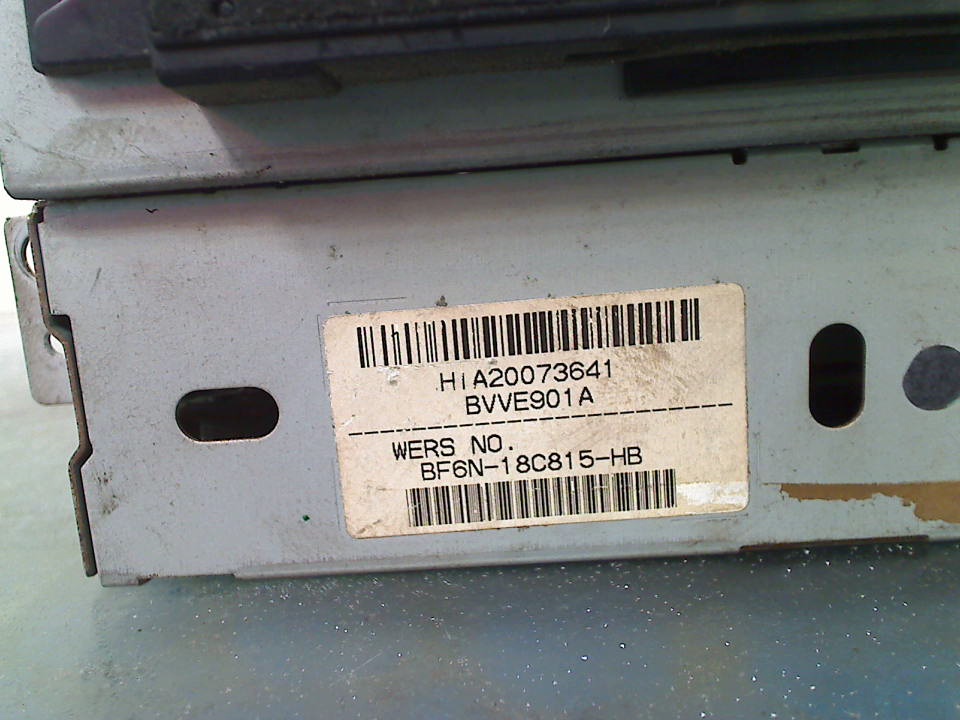 HIA20073641
BVVE901A
WERS NO.
BF6N-18C815-HB